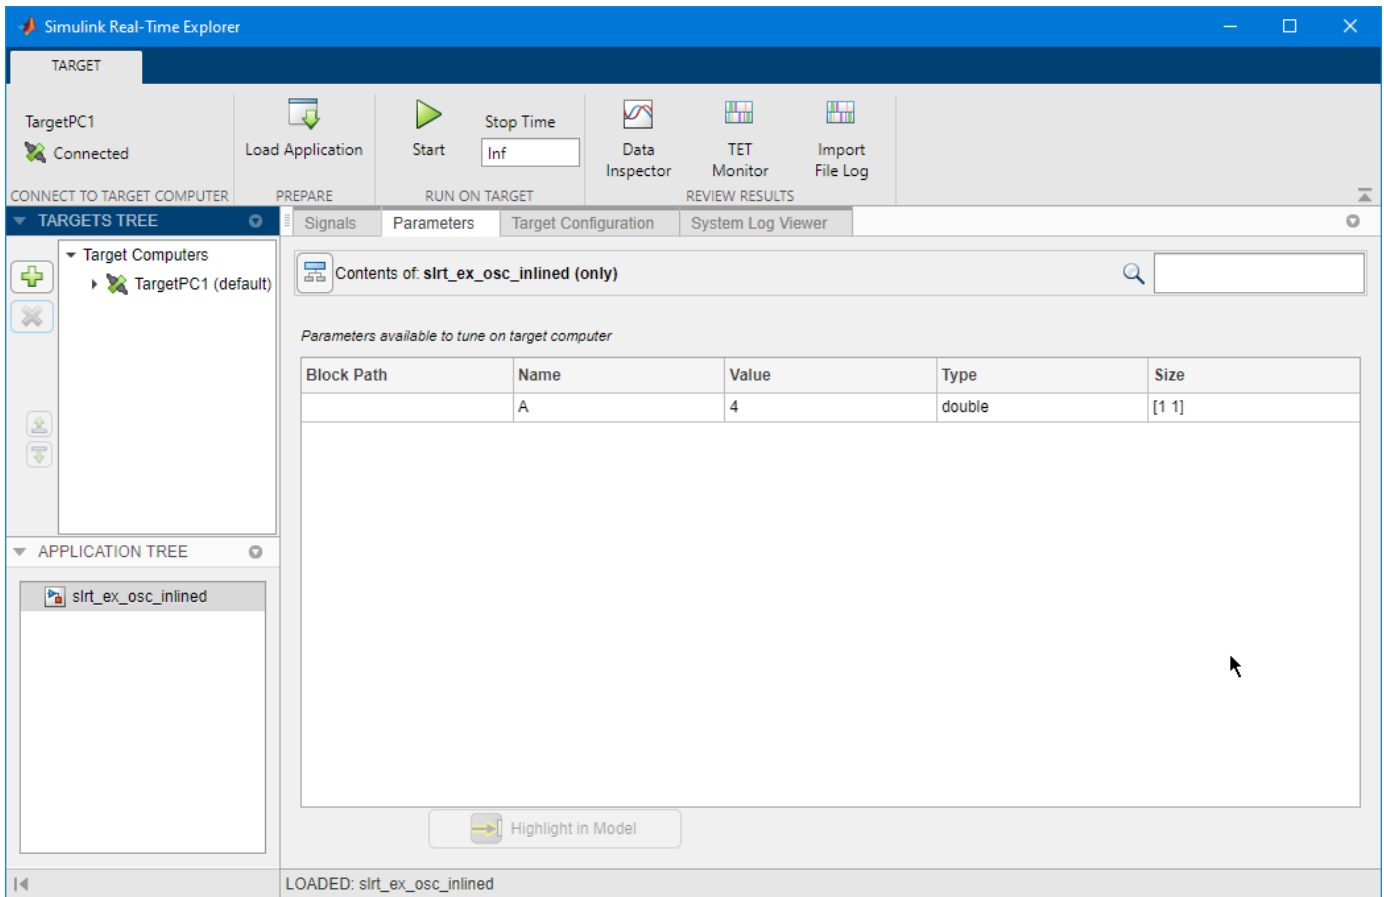 Simulink Real-Time Explorer
TARGET
TargetPC1
Connected
CONNECT TO TARGET COMPUTER
Load Application
PREPARE
Start
Stop Time
Inf
RUN ON TARGET
Data
Inspector
TET
Monitor
Import
File Log
REVIEW RESULTS
TARGETS TREE
Target Computers
TargetPC1 (default)
APPLICATION TREE
slrt_ex_osc_inlined
Signals Parameters Target Configuration System Log Viewer
Contents of: slrt_ex_osc_inlined (only)
Parameters available to tune on target computer
Block Path Name Value Type Size
A 4 double [1 1]
Highlight in Model
LOADED: slrt_ex_osc_inlined